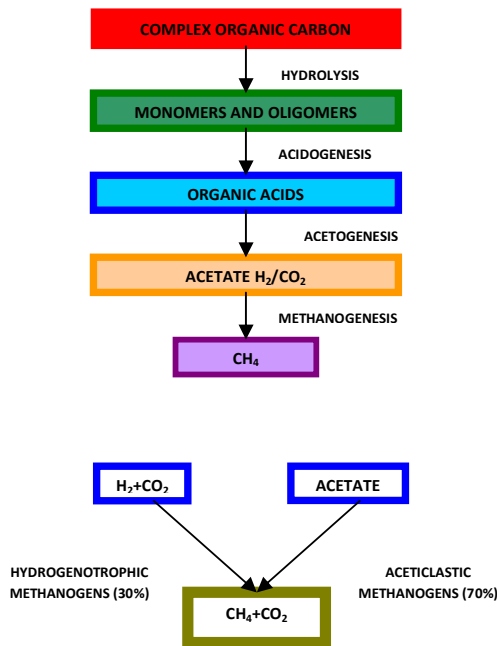 COMPLEX ORGANIC CARBON
HYDROLYSIS
MONOMERS AND OLIGOMERS
ACIDOGENESIS
ORGANIC ACIDS
ACETOGENESIS
ACETATE H₂/CO₂
METHANOGENESIS
CH₄
H₂+CO₂
ACETATE
HYDROGENOTROPHIC
METHANOGENS (30%)
ACETICLASTIC
METHANOGENS (70%)
CH₄+CO₂